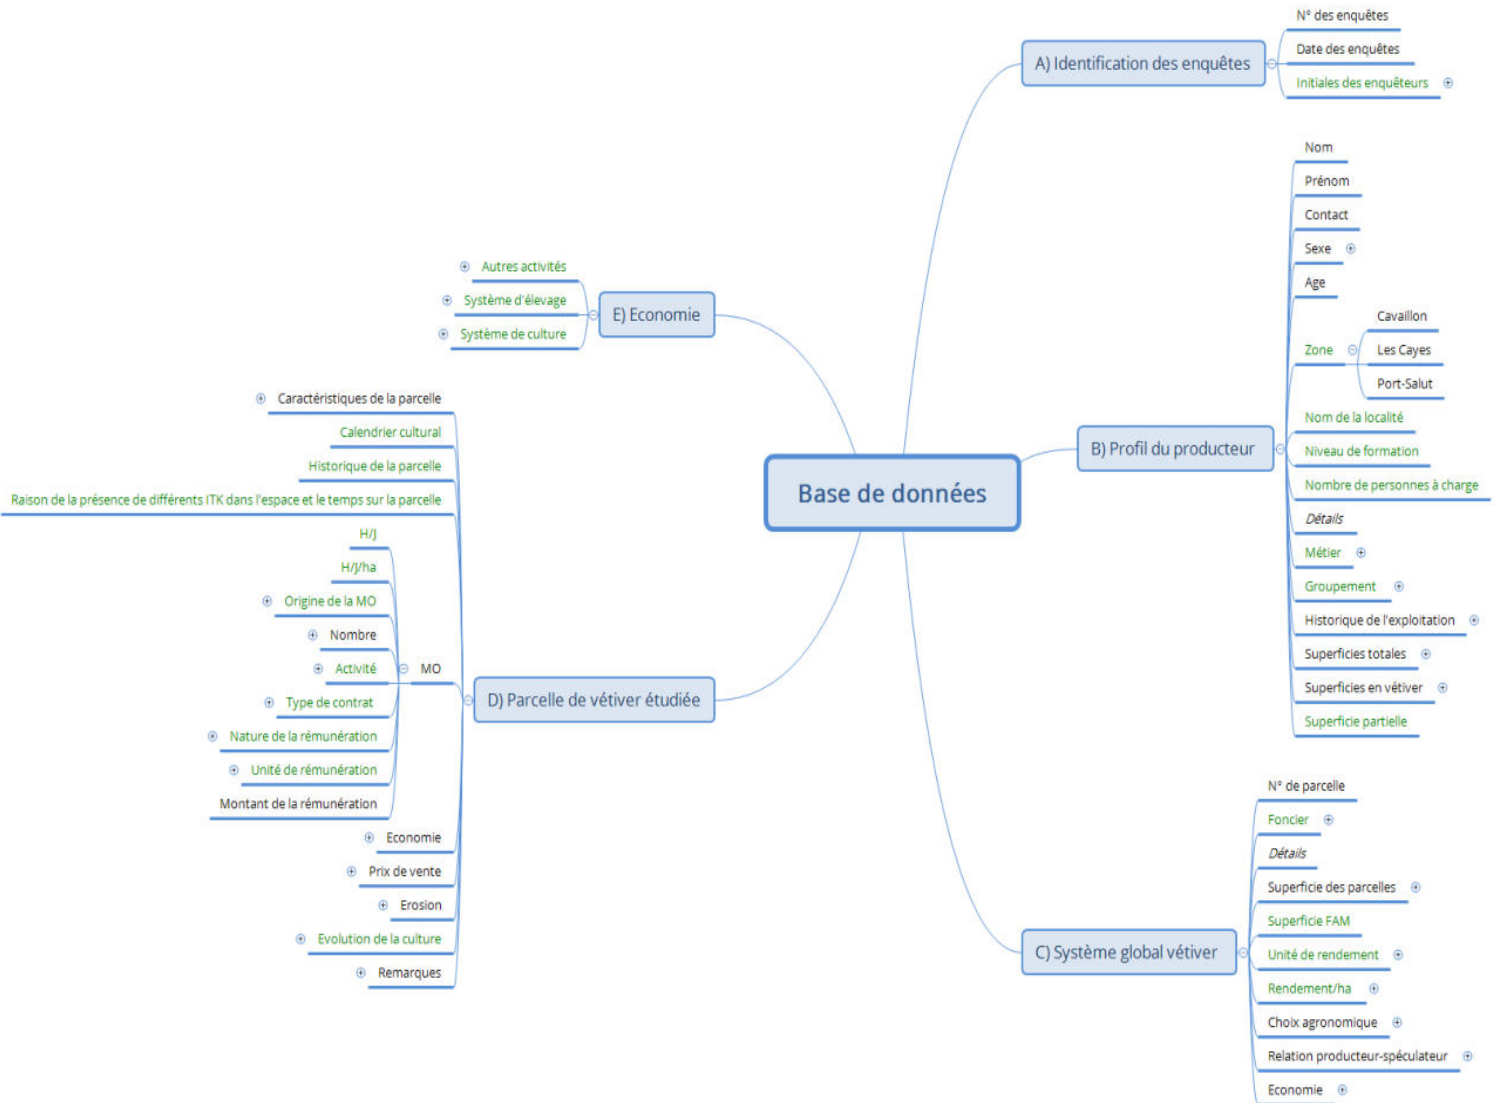 Base de données
A) Identification des enquêtes
N° des enquêtes
Date des enquêtes
Initiales des enquêteurs
B) Profil du producteur
Nom
Prénom
Contact
Sexe
Age
Zone
Cavaillon
Les Cayes
Port-Salut
Nom de la localité
Niveau de formation
Nombre de personnes à charge
Détails
Métier
Groupement
Historique de l'exploitation
Superficies totales
Superficies en vétiver
Superficie partielle
C) Système global vétiver
N° de parcelle
Foncier
Détails
Superficie des parcelles
Superficie FAM
Unité de rendement
Rendement/ha
Choix agronomique
Relation producteur-spéculateur
Economie
D) Parcelle de vétiver étudiée
Caractéristiques de la parcelle
Calendrier cultural
Historique de la parcelle
Raison de la présence de différents ITK dans l'espace et le temps sur la parcelle
MO
H/J
H/J/ha
Origine de la MO
Nombre
Activité
Type de contrat
Nature de la rémunération
Unité de rémunération
Montant de la rémunération
Economie
Prix de vente
Erosion
Evolution de la culture
Remarques
E) Economie
Autres activités
Système d'élevage
Système de culture